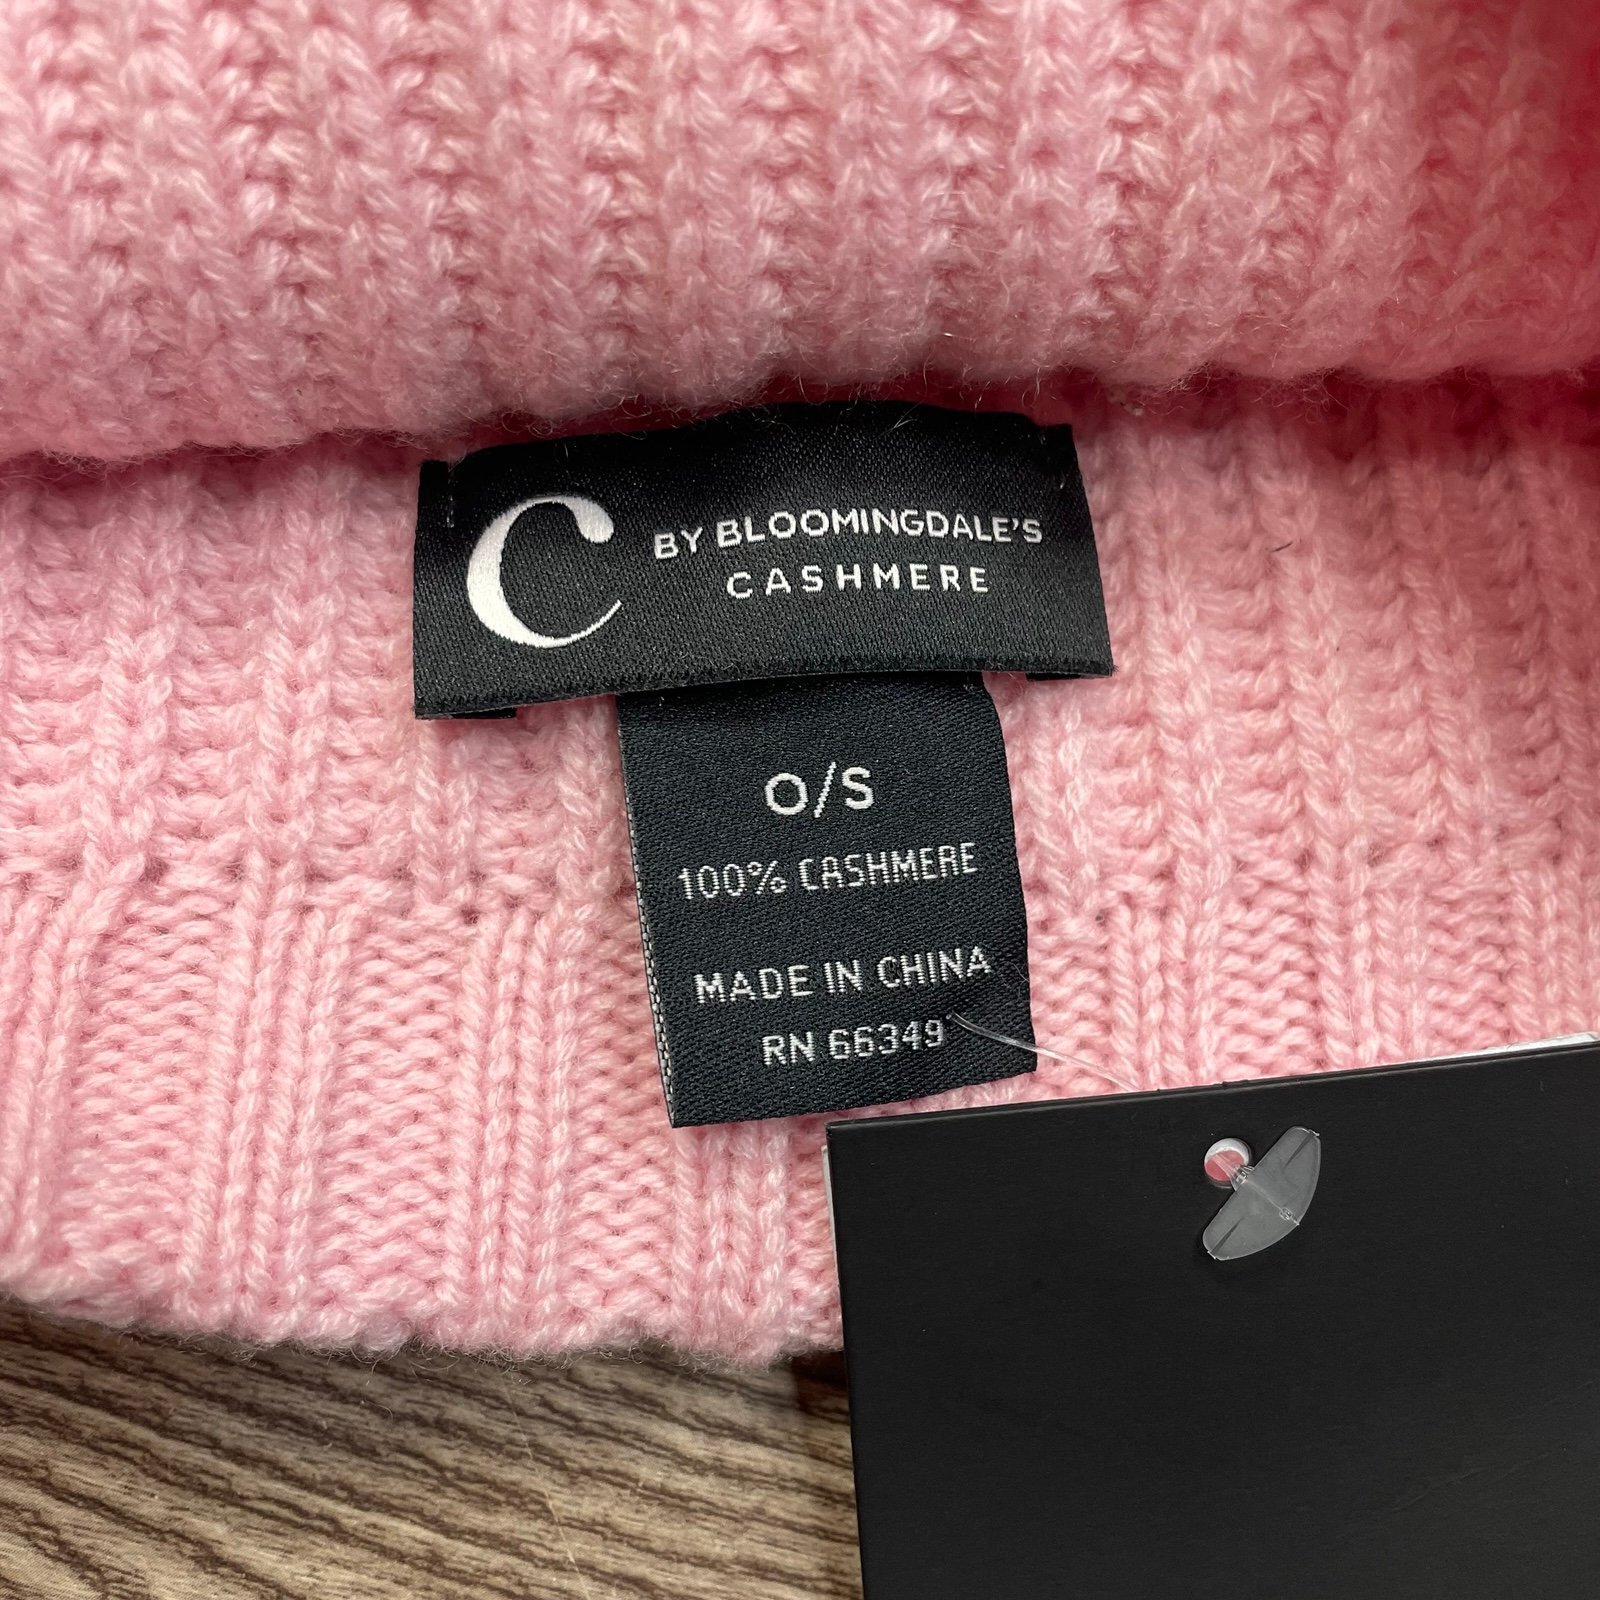 C BY BLOOMINGDALE'S
CASHMERE
O/S
100% CASHMERE
MADE IN CHINA
RN 66349